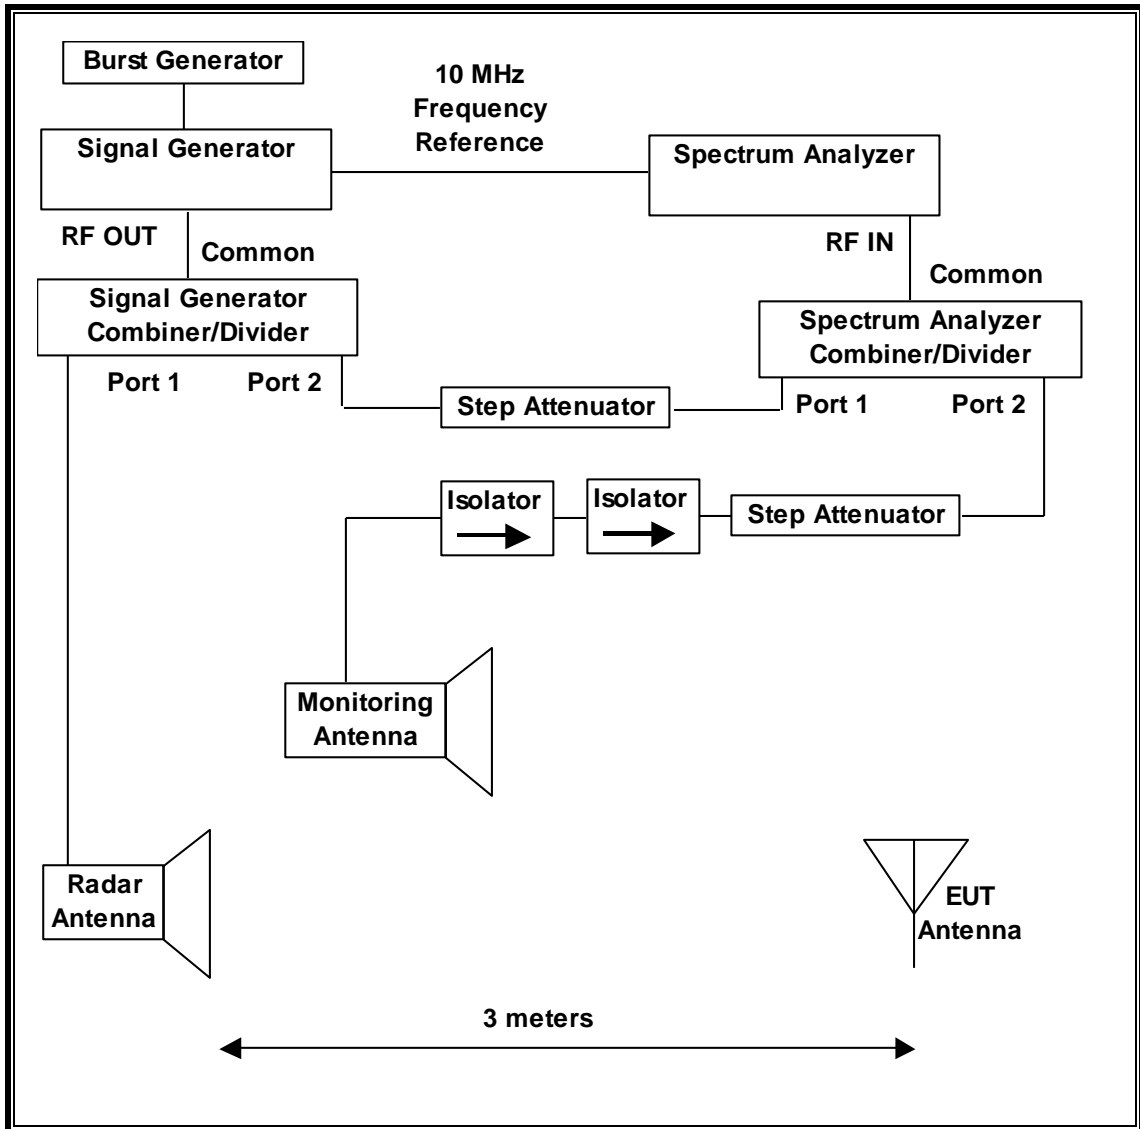 Burst Generator
10 MHz
Frequency
Reference
Signal Generator
Spectrum Analyzer
RF OUT
Common
RF IN
Common
Signal Generator
Combiner/Divider
Spectrum Analyzer
Combiner/Divider
Port 1
Port 2
Step Attenuator
Port 1
Port 2
Isolator
Isolator
Step Attenuator
Monitoring
Antenna
Radar
Antenna
EUT
Antenna
3 meters